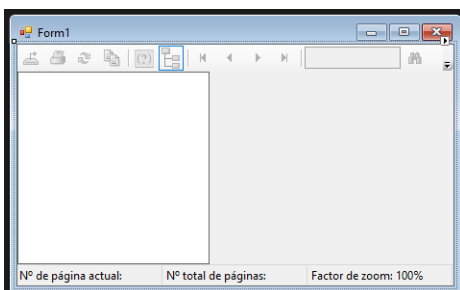 Form1
(?)
Nº de página actual: Nº total de páginas: Factor de zoom: 100%